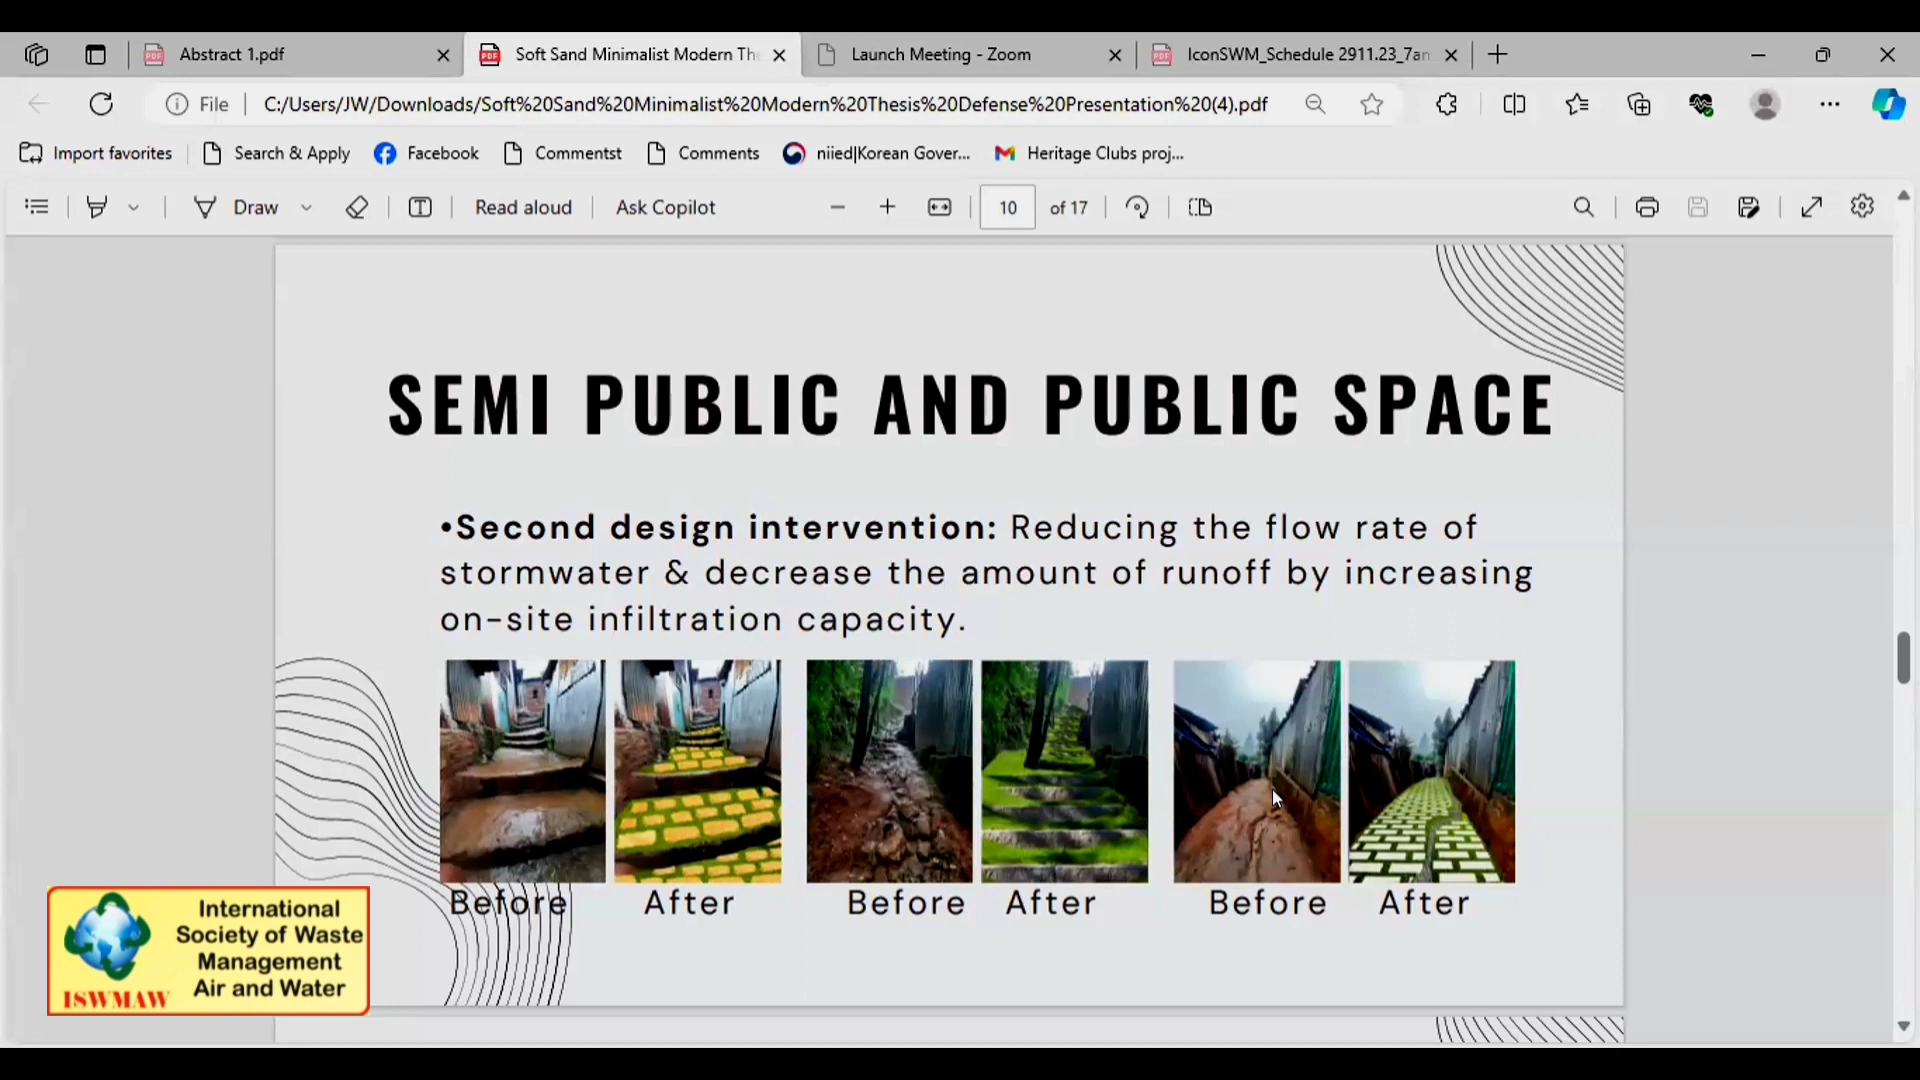 Abstract 1.pdf
Soft Sand Minimalist Modern The
Launch Meeting - Zoom
IconSWM_Schedule 2911.23_7am
File
C:/Users/JW/Downloads/Soft%20Sand%20Minimalist%20Modern%20Thesis%20Defense%20Presentation%20(4).pdf
Import favorites
Search & Apply
Facebook
Commentst
Comments
niied|Korean Gover...
Heritage Clubs proj...
Draw
Read aloud
Ask Copilot
10 of 17
SEMI PUBLIC AND PUBLIC SPACE
•Second design intervention: Reducing the flow rate of
stormwater & decrease the amount of runoff by increasing
on-site infiltration capacity.
Before After Before After Before After
International
Society of Waste
Management
Air and Water
ISWMAW